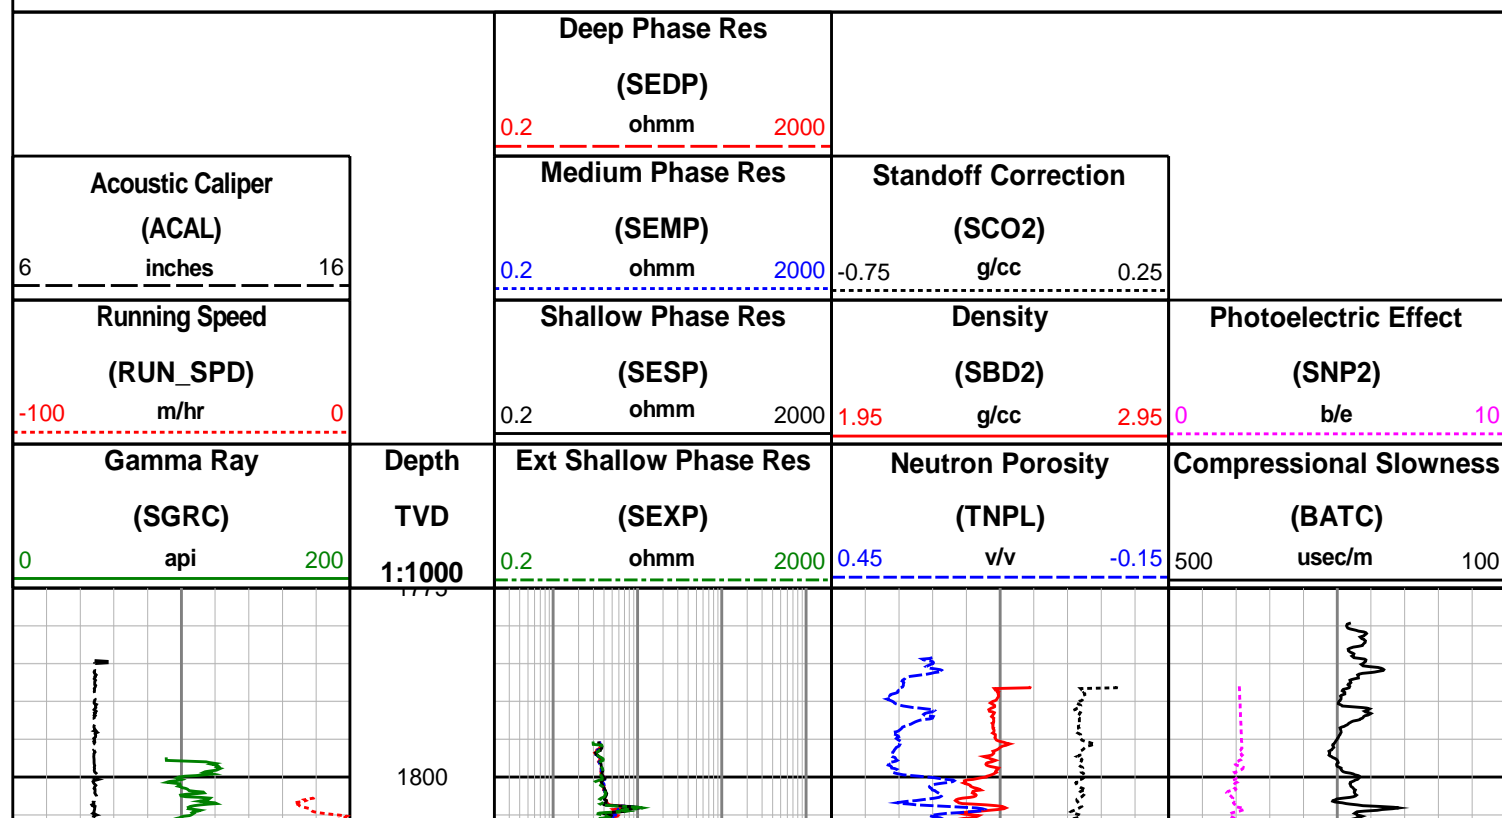 Deep Phase Res
(SEDP)
0.2 ohmm 2000
Acoustic Caliper
(ACAL)
6 inches 16
Medium Phase Res
(SEMP)
0.2 ohmm 2000
Standoff Correction
(SCO2)
-0.75 g/cc 0.25
Running Speed
(RUN_SPD)
-100 m/hr 0
Shallow Phase Res
(SESP)
0.2 ohmm 2000
Density
(SBD2)
1.95 g/cc 2.95
Photoelectric Effect
(SNP2)
0 b/e 10
Gamma Ray
(SGRC)
0 api 200
Depth
TVD
1:1000
Ext Shallow Phase Res
(SEXP)
0.2 ohmm 2000
Neutron Porosity
(TNPL)
0.45 v/v -0.15
Compressional Slowness
(BATC)
500 usec/m 100
1775
1800